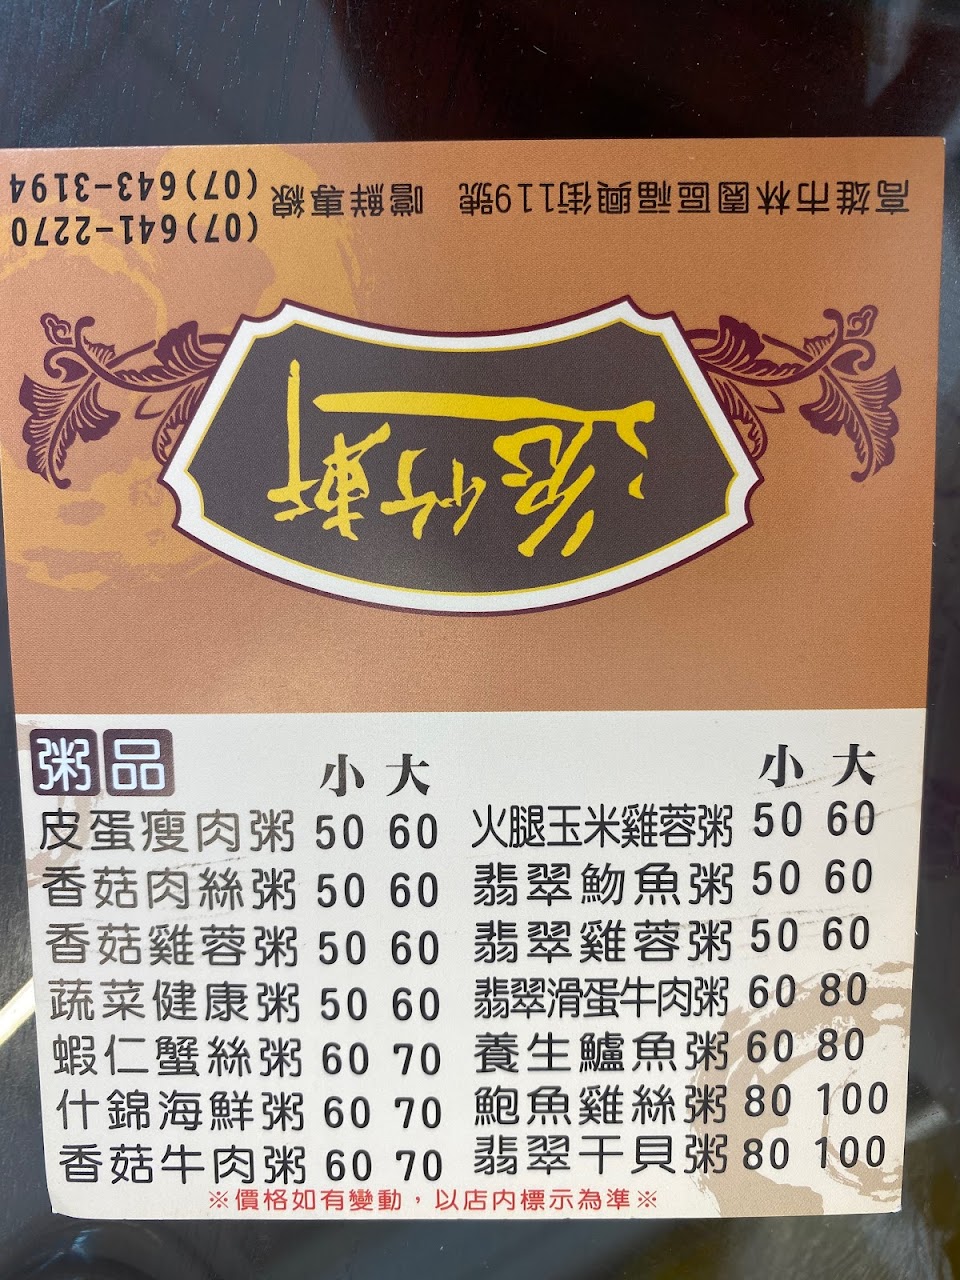 高雄市林園區福興街119號 嚐鮮專線
(07)641-2270
(07)643-3194
逸竹軒
粥品
小 大
皮蛋瘦肉粥 50 60
香菇肉絲粥 50 60
香菇雞蓉粥 50 60
蔬菜健康粥 50 60
蝦仁蟹絲粥 60 70
什錦海鮮粥 60 70
香菇牛肉粥 60 70
小 大
火腿玉米雞蓉粥 50 60
翡翠魩魚粥 50 60
翡翠雞蓉粥 50 60
翡翠滑蛋牛肉粥 60 80
養生鱸魚粥 60 80
鮑魚雞絲粥 80 100
翡翠干貝粥 80 100
※價格如有變動，以店內標示為準※